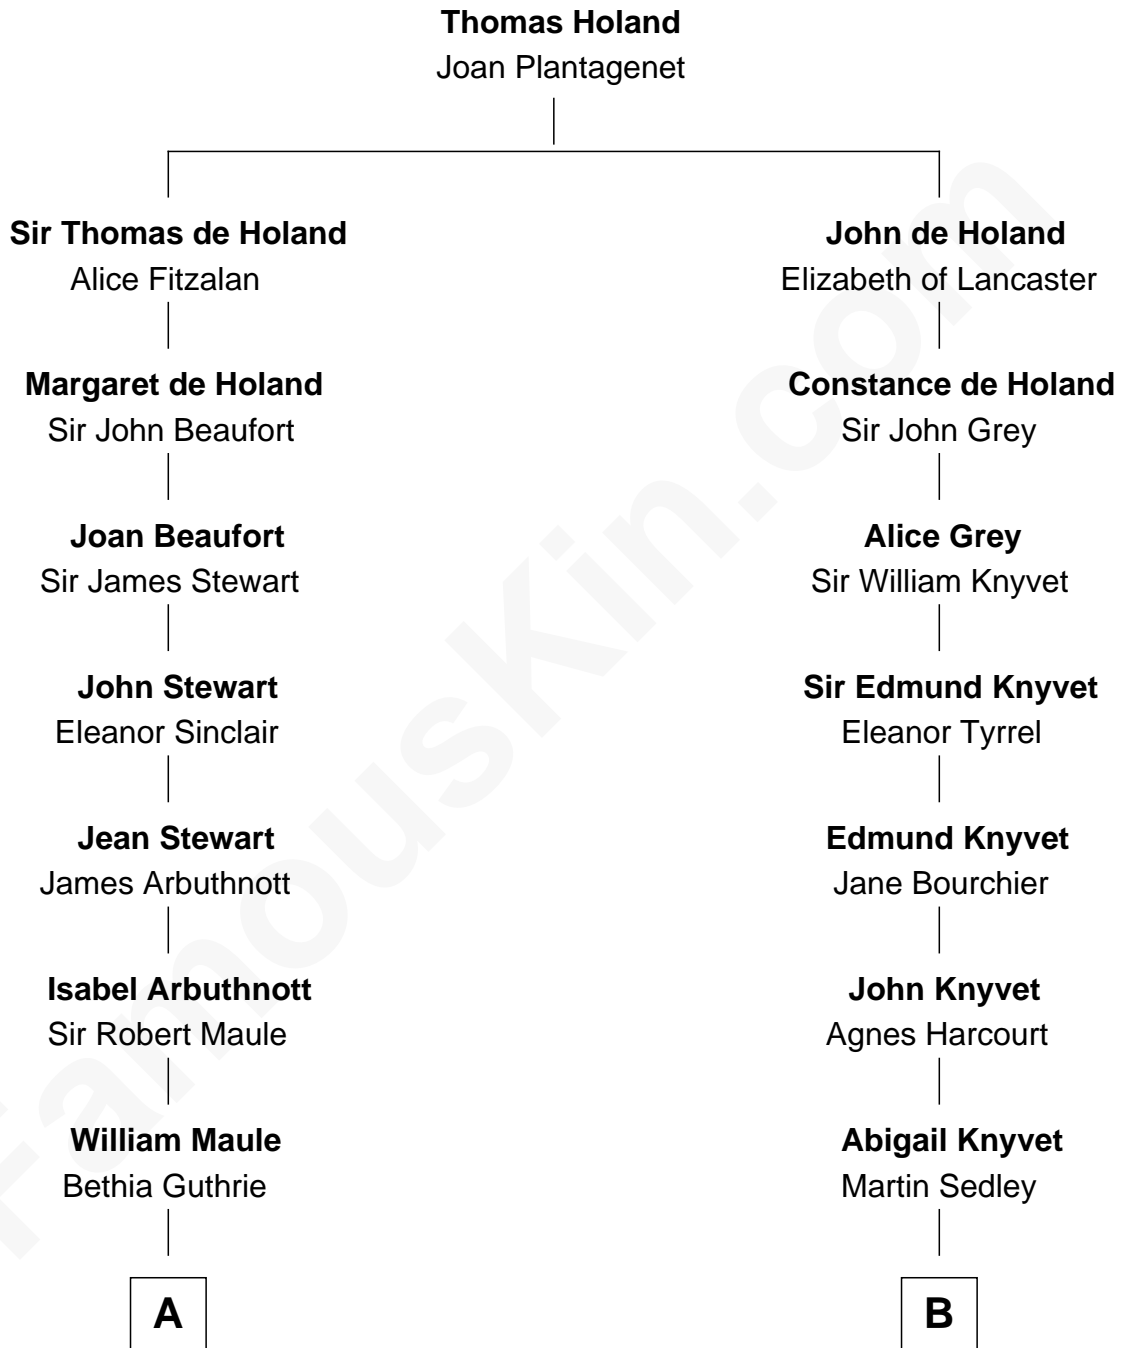 Thomas Holand
Joan Plantagenet
Sir Thomas de Holand
Alice Fitzalan
John de Holand
Elizabeth of Lancaster
Margaret de Holand
Sir John Beaufort
Constance de Holand
Sir John Grey
Joan Beaufort
Sir James Stewart
Alice Grey
Sir William Knyvet
John Stewart
Eleanor Sinclair
Sir Edmund Knyvet
Eleanor Tyrrel
Jean Stewart
James Arbuthnott
Edmund Knyvet
Jane Bourchier
Isabel Arbuthnott
Sir Robert Maule
John Knyvet
Agnes Harcourt
William Maule
Bethia Guthrie
Abigail Knyvet
Martin Sedley
A
B
FamousKin.com